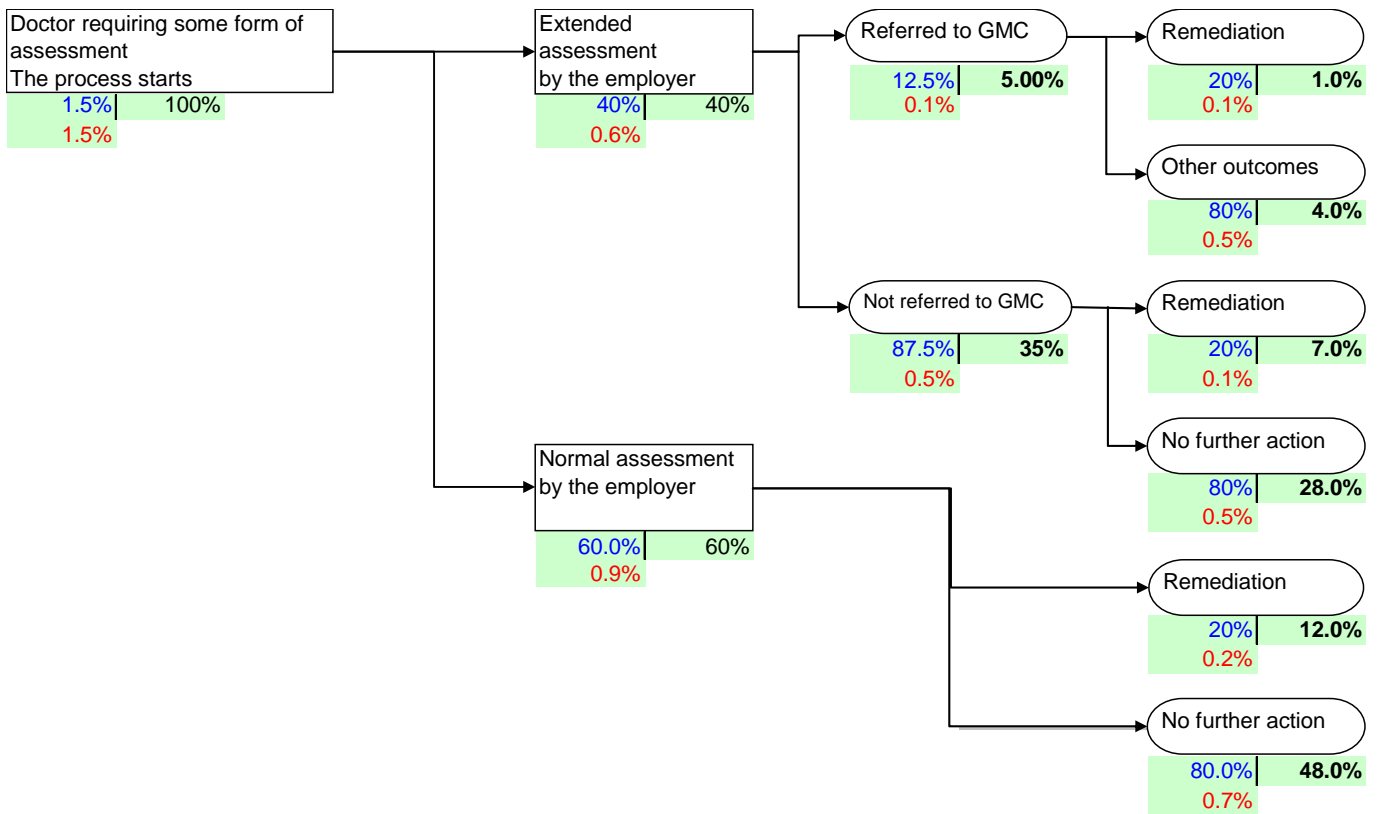 Doctor requiring some form of
assessment
The process starts
1.5% 100%
1.5%
Extended
assessment
by the employer
40% 40%
0.6%
Referred to GMC
12.5% 5.00%
0.1%
Remediation
20% 1.0%
0.1%
Other outcomes
80% 4.0%
0.5%
Not referred to GMC
87.5% 35%
0.5%
Remediation
20% 7.0%
0.1%
No further action
80% 28.0%
0.5%
Normal assessment
by the employer
60.0% 60%
0.9%
Remediation
20% 12.0%
0.2%
No further action
80.0% 48.0%
0.7%